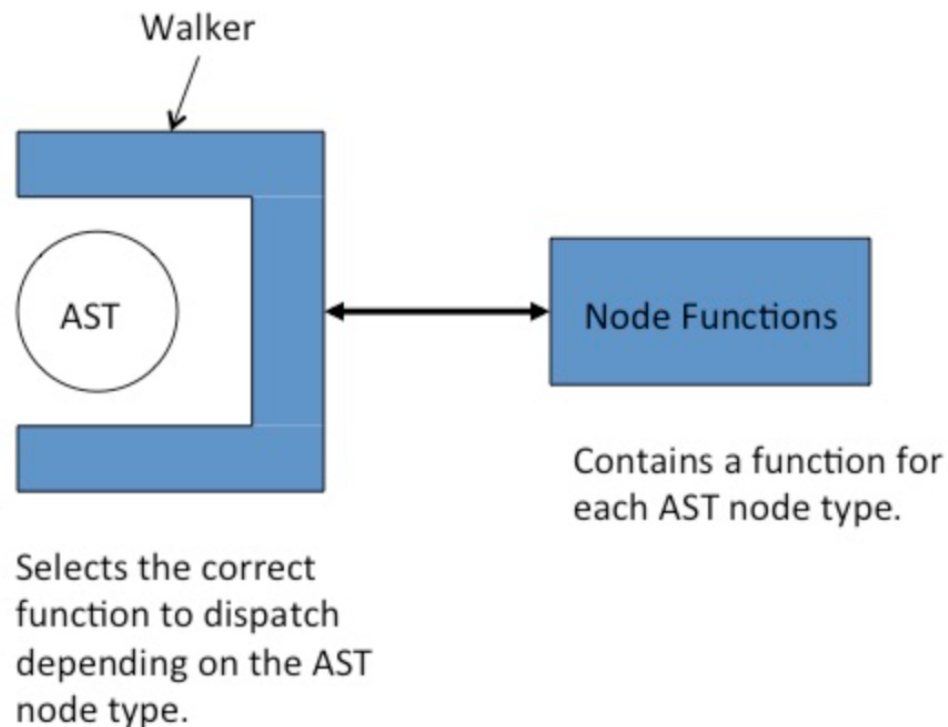 Walker
AST
Node Functions
Contains a function for
each AST node type.
Selects the correct
function to dispatch
depending on the AST
node type.